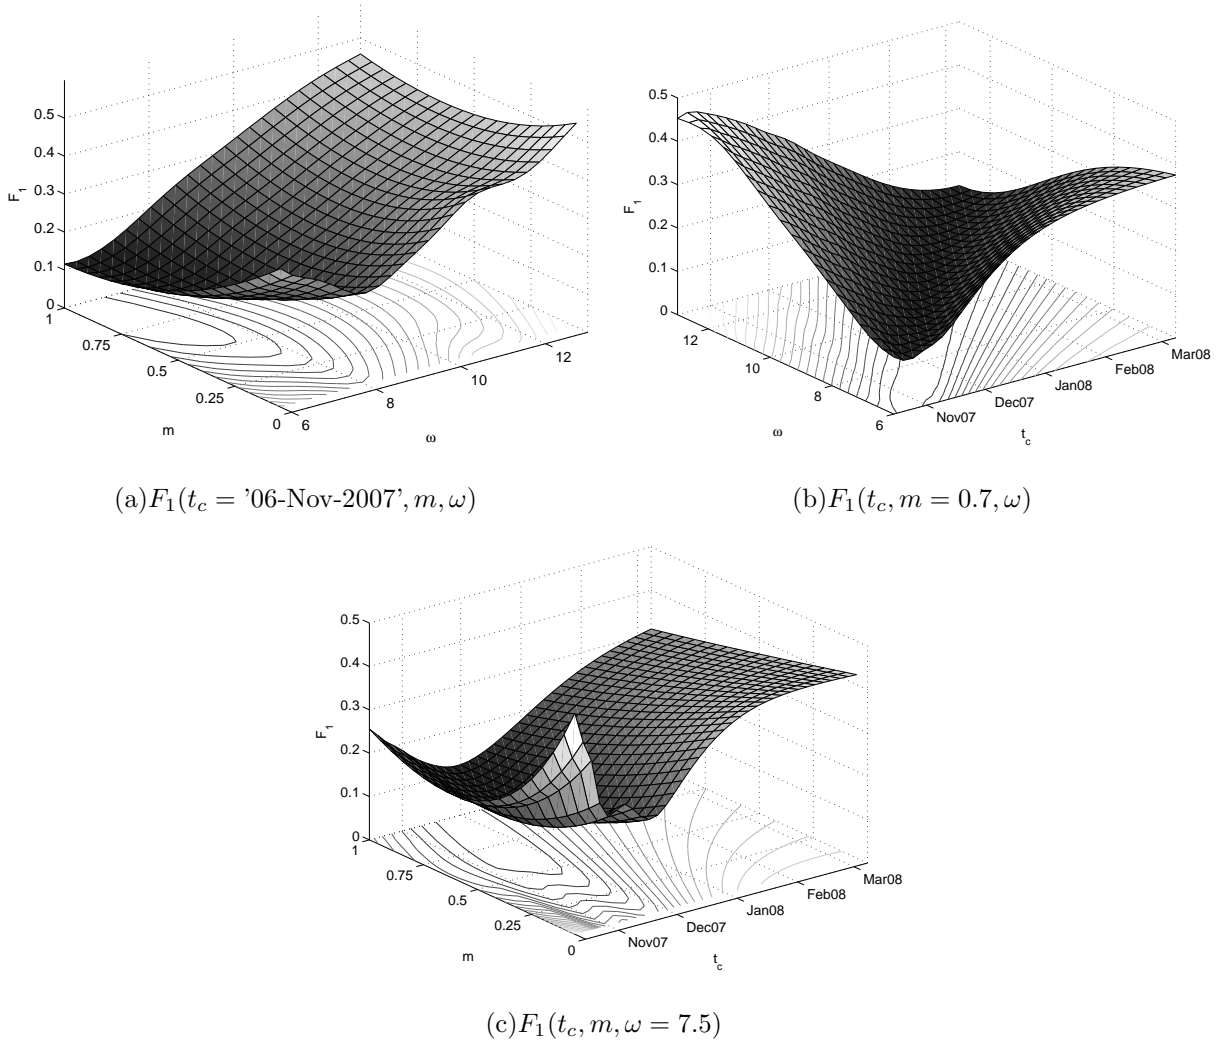 0.5
0.4
0.3
0.2
0.1
0
F1
1
0.75
0.5
0.25
0
m
6
8
10
12
ω
(a)F1(tc = ’06-Nov-2007’, m, ω)
0.5
0.4
0.3
0.2
0.1
0
F1
12
10
8
6
ω
Nov07
Dec07
Jan08
Feb08
Mar08
tc
(b)F1(tc, m = 0.7, ω)
0.5
0.4
0.3
0.2
0.1
0
F1
1
0.75
0.5
0.25
0
m
Nov07
Dec07
Jan08
Feb08
Mar08
tc
(c)F1(tc, m, ω = 7.5)